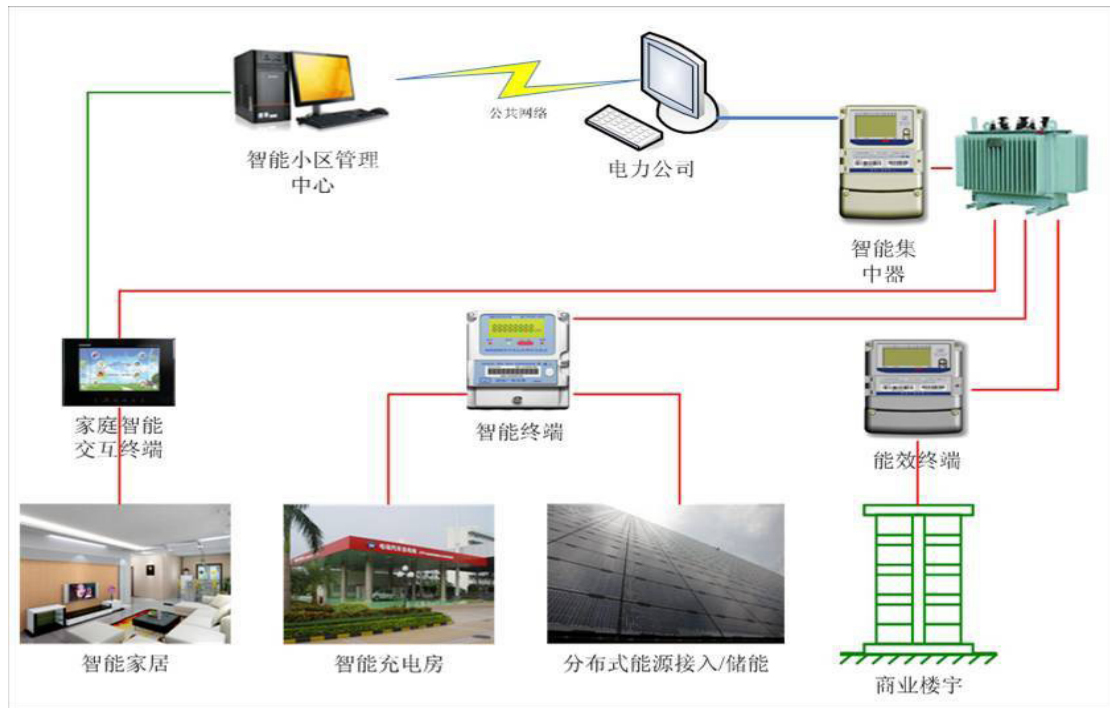 公共网络
智能小区管理
中心
电力公司
智能集
中器
家庭智能
交互终端
智能终端
能效终端
智能家居
智能充电房
分布式能源接入/储能
商业楼宇